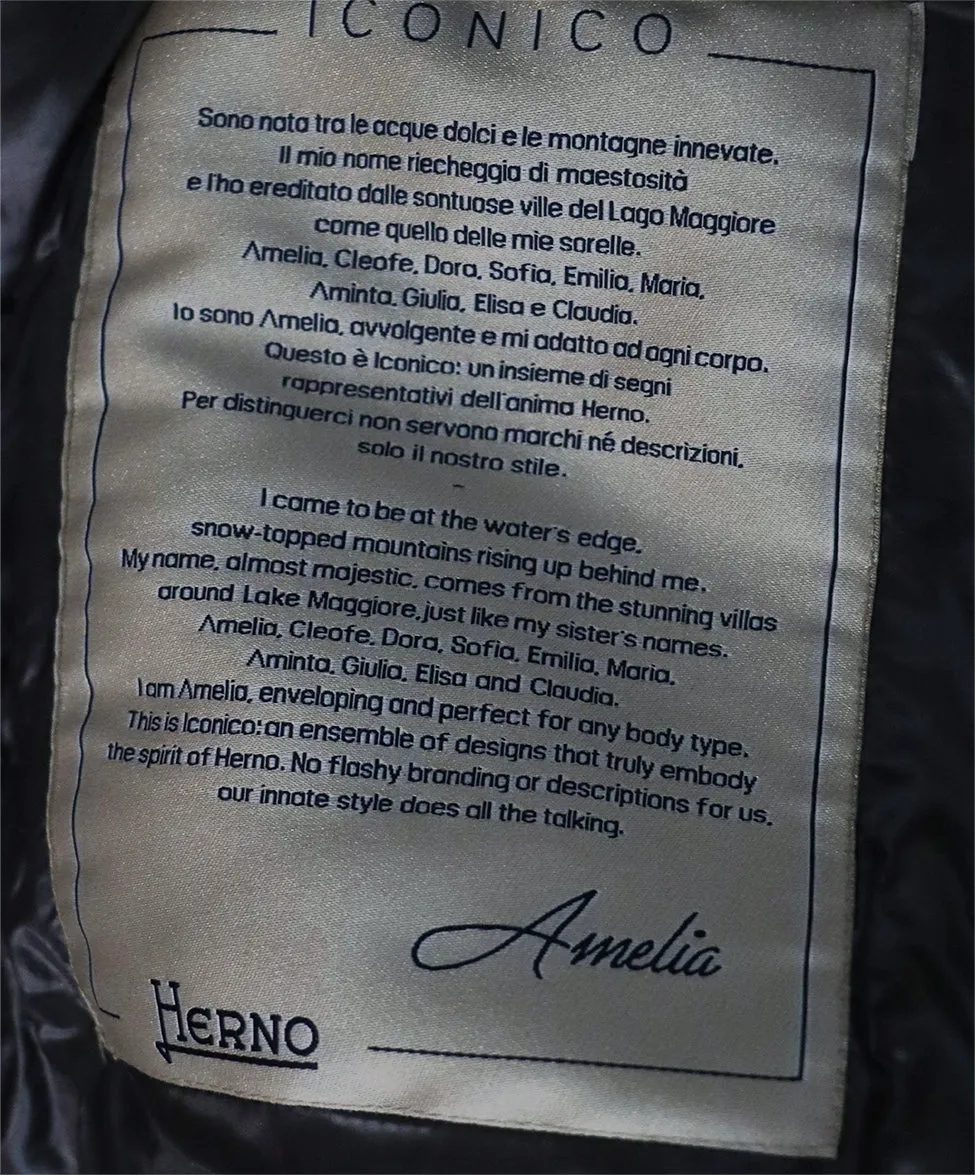 ICONICO
Sono nata tra le acque dolci e le montagne innevate.
Il mio nome riecheggia di maestosità
e l'ho ereditato dalle sontuose ville del Lago Maggiore
come quello delle mie sorelle.
Amelia, Cleofe, Dora, Sofia, Emilia, Maria,
Aminta, Giulia, Elisa e Claudia.
Io sono Amelia, avvolgente e mi adatto ad ogni corpo.
Questo è Iconico: un insieme di segni
rappresentativi dell'anima Herno.
Per distinguerci non servono marchi né descrizioni,
solo il nostro stile.
-
I came to be at the water's edge,
snow-topped mountains rising up behind me.
My name, almost majestic, comes from the stunning villas
around Lake Maggiore, just like my sister's names.
Amelia, Cleofe, Dora, Sofia, Emilia, Maria,
Aminta, Giulia, Elisa and Claudia.
I am Amelia, enveloping and perfect for any body type.
This is Iconico: an ensemble of designs that truly embody
the spirit of Herno. No flashy branding or descriptions for us,
our innate style does all the talking.
Amelia
HERNO